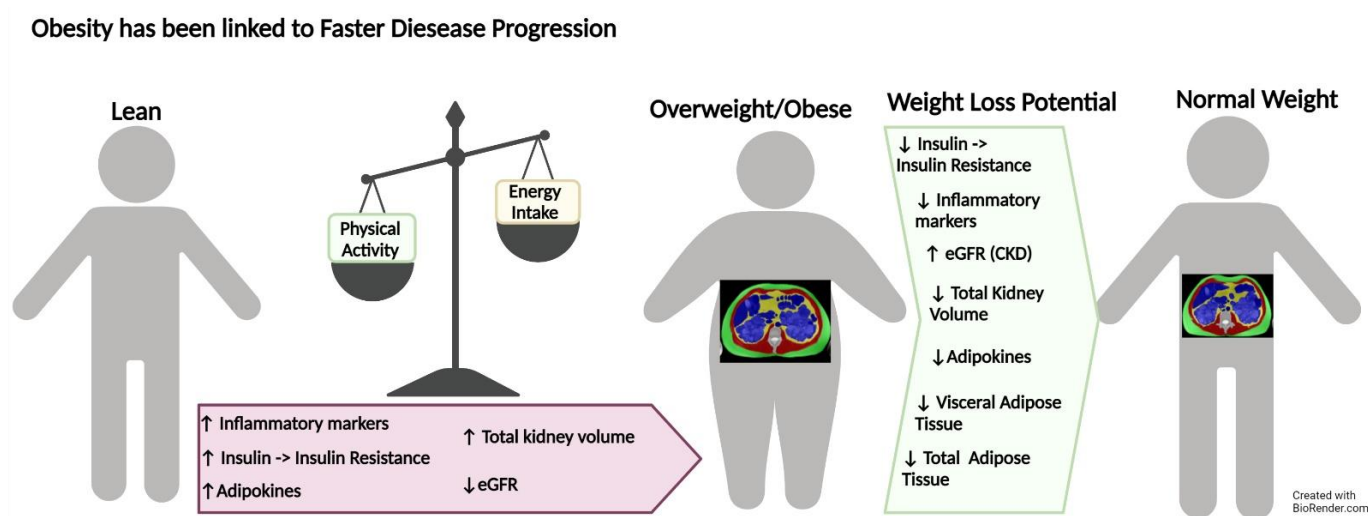 Obesity has been linked to Faster Diesease Progression
Lean
Physical
Activity
Energy
Intake
↑ Inflammatory markers
↑ Insulin -> Insulin Resistance
↑Adipokines
↑ Total kidney volume
↓eGFR
Overweight/Obese
Weight Loss Potential
↓ Insulin ->
Insulin Resistance
↓ Inflammatory
markers
↑ eGFR (CKD)
↓ Total Kidney
Volume
↓Adipokines
↓ Visceral Adipose
Tissue
↓ Total Adipose
Tissue
Normal Weight
Created with
BioRender.com